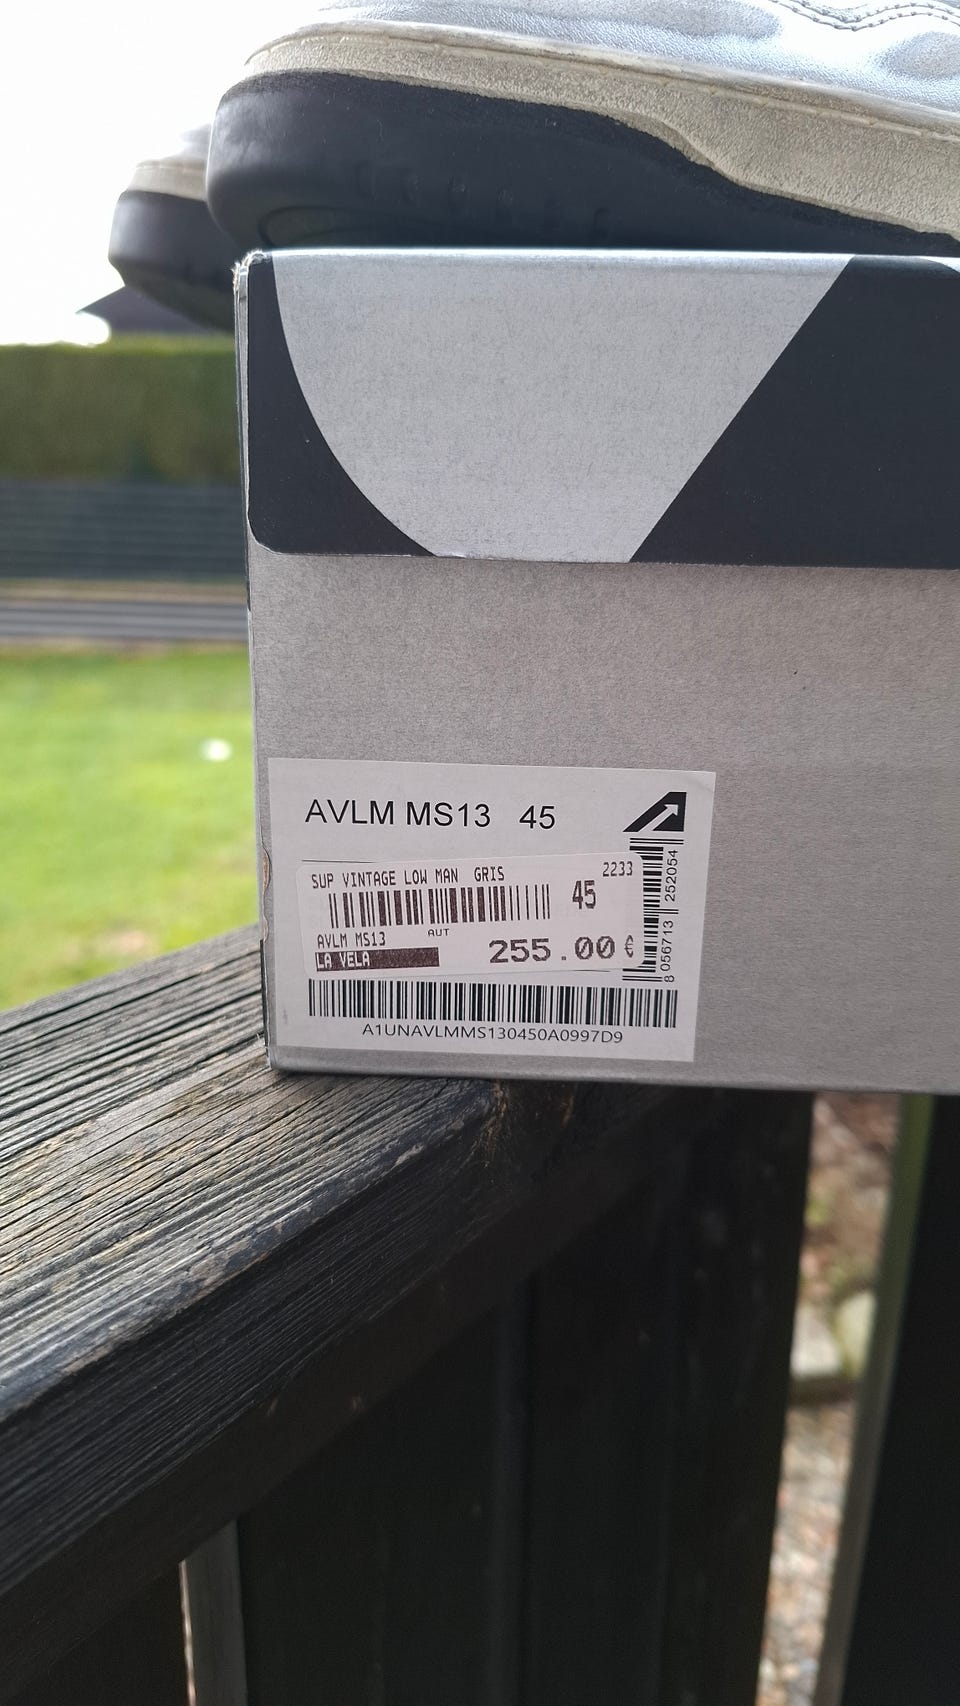 AVLM MS13 45
SUP VINTAGE LOW MAN GRIS 2233
45
AVLM MS13 AUT
LA VELA
255.00 €
8 056713 252054
A1UNAVLMMS130450A0997D9